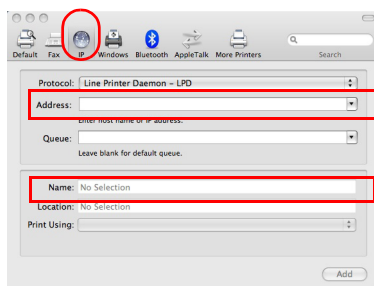 Default Fax IP Windows Bluetooth AppleTalk More Printers Search
Protocol: Line Printer Daemon – LPD
Address:
Enter host name or IP address.
Queue:
Leave blank for default queue.
Name: No Selection
Location: No Selection
Print Using:
Add